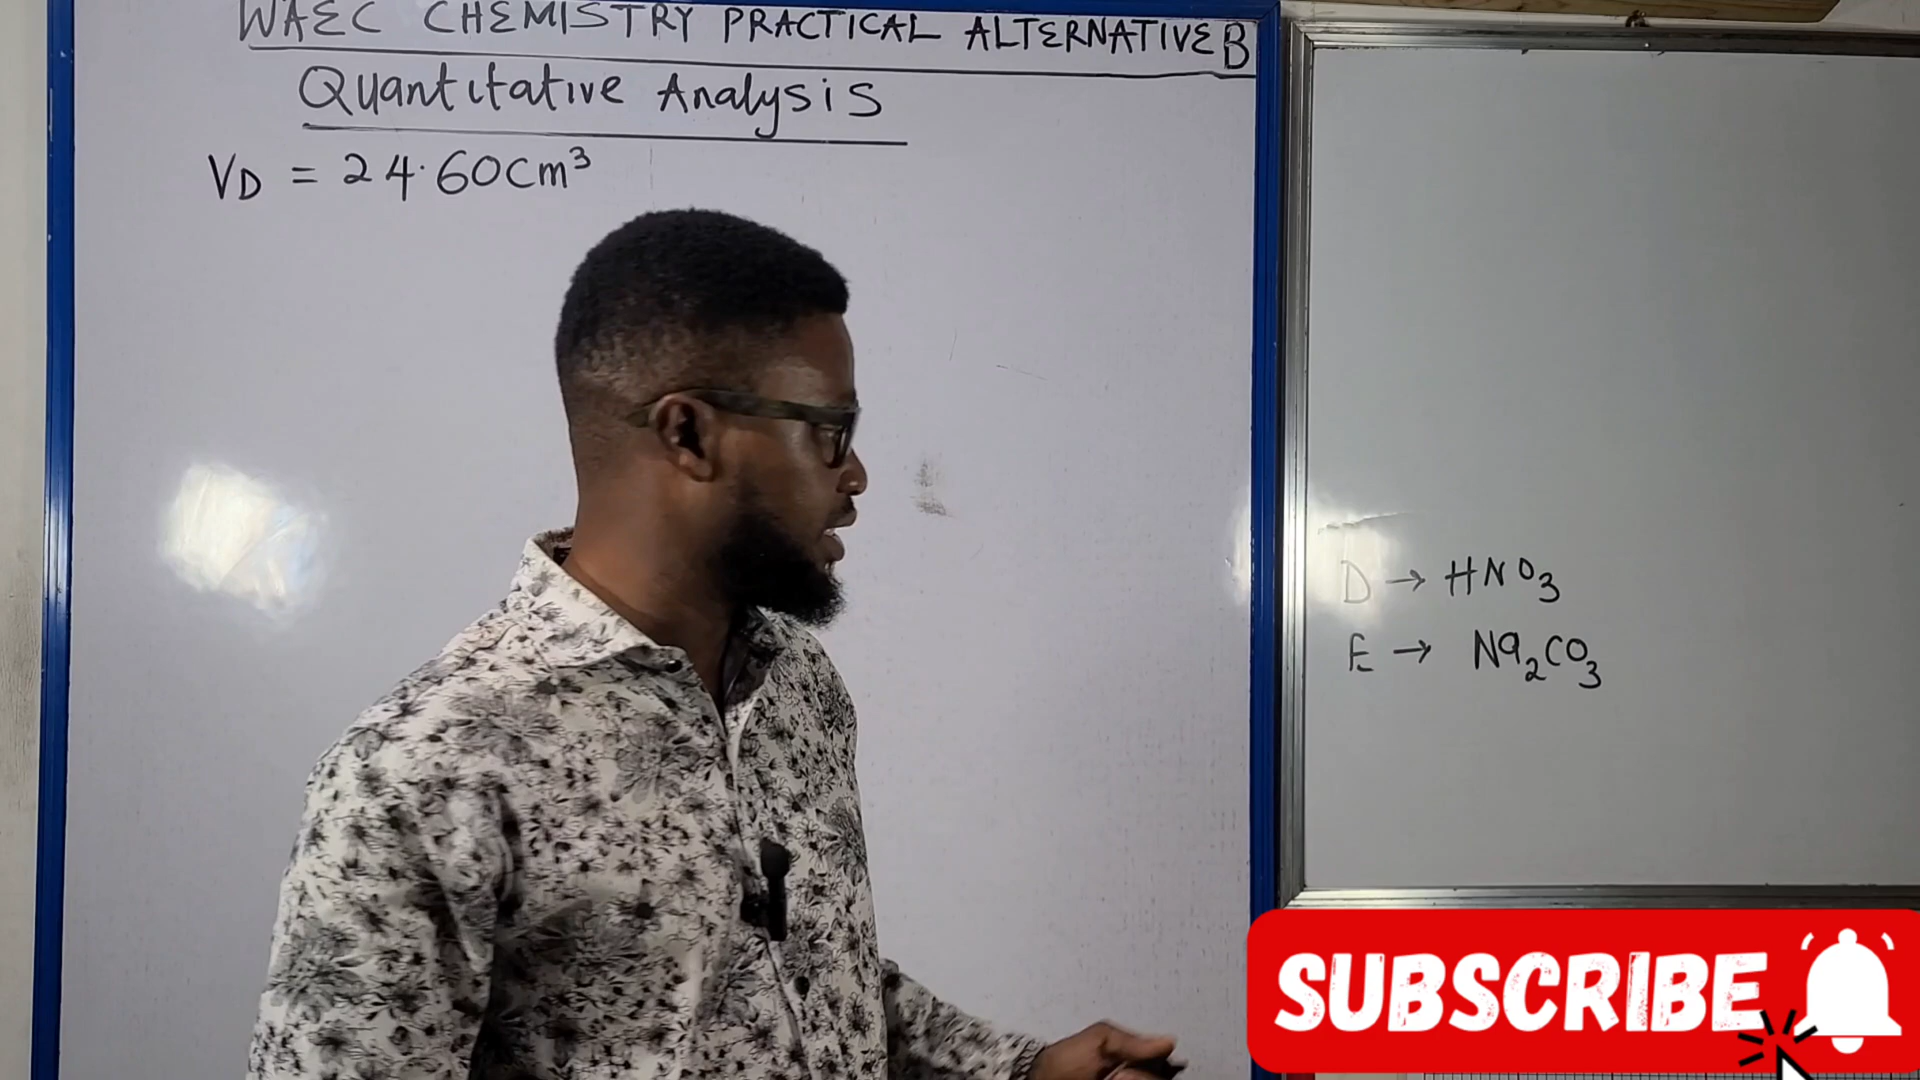 WAEC CHEMISTRY PRACTICAL ALTERNATIVE B
Quantitative Analysis
VD = 24.60cm³
D → HNO₃
E → Na₂CO₃
SUBSCRIBE